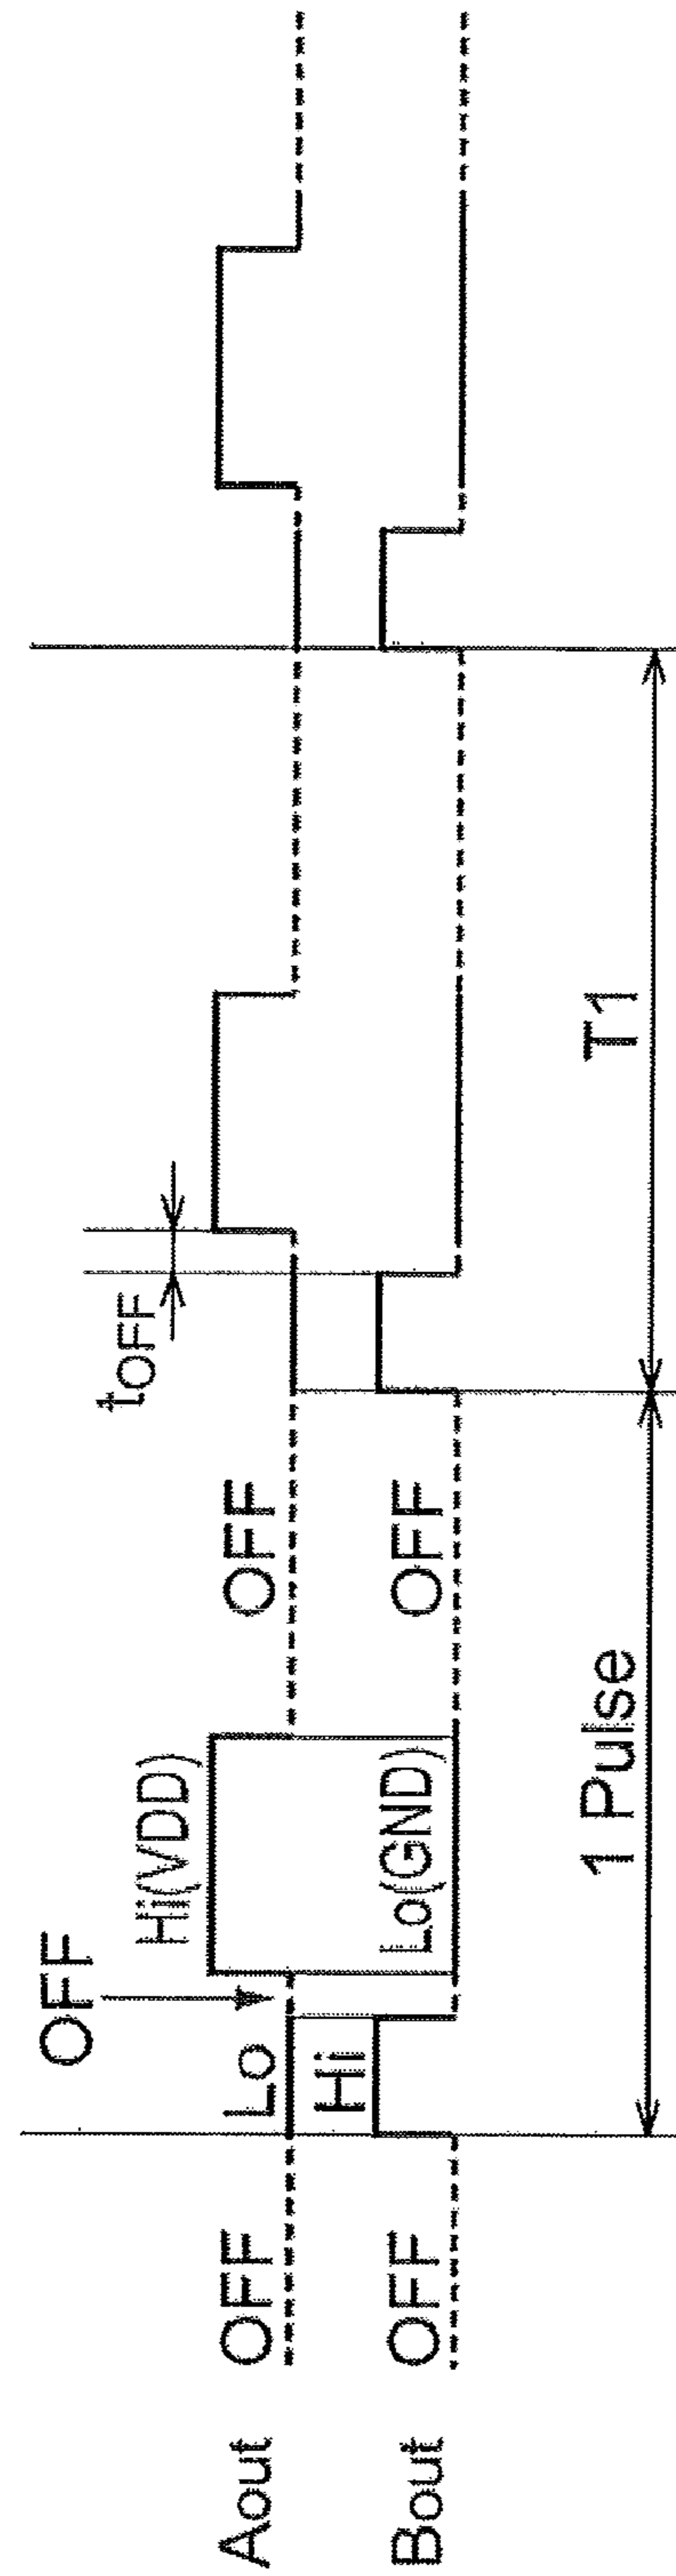 OFF
Hi(VDD)
tOFF
Aout
OFF
Lo
OFF
Hi
Lo(GND)
Bout
OFF
OFF
1 Pulse
T1